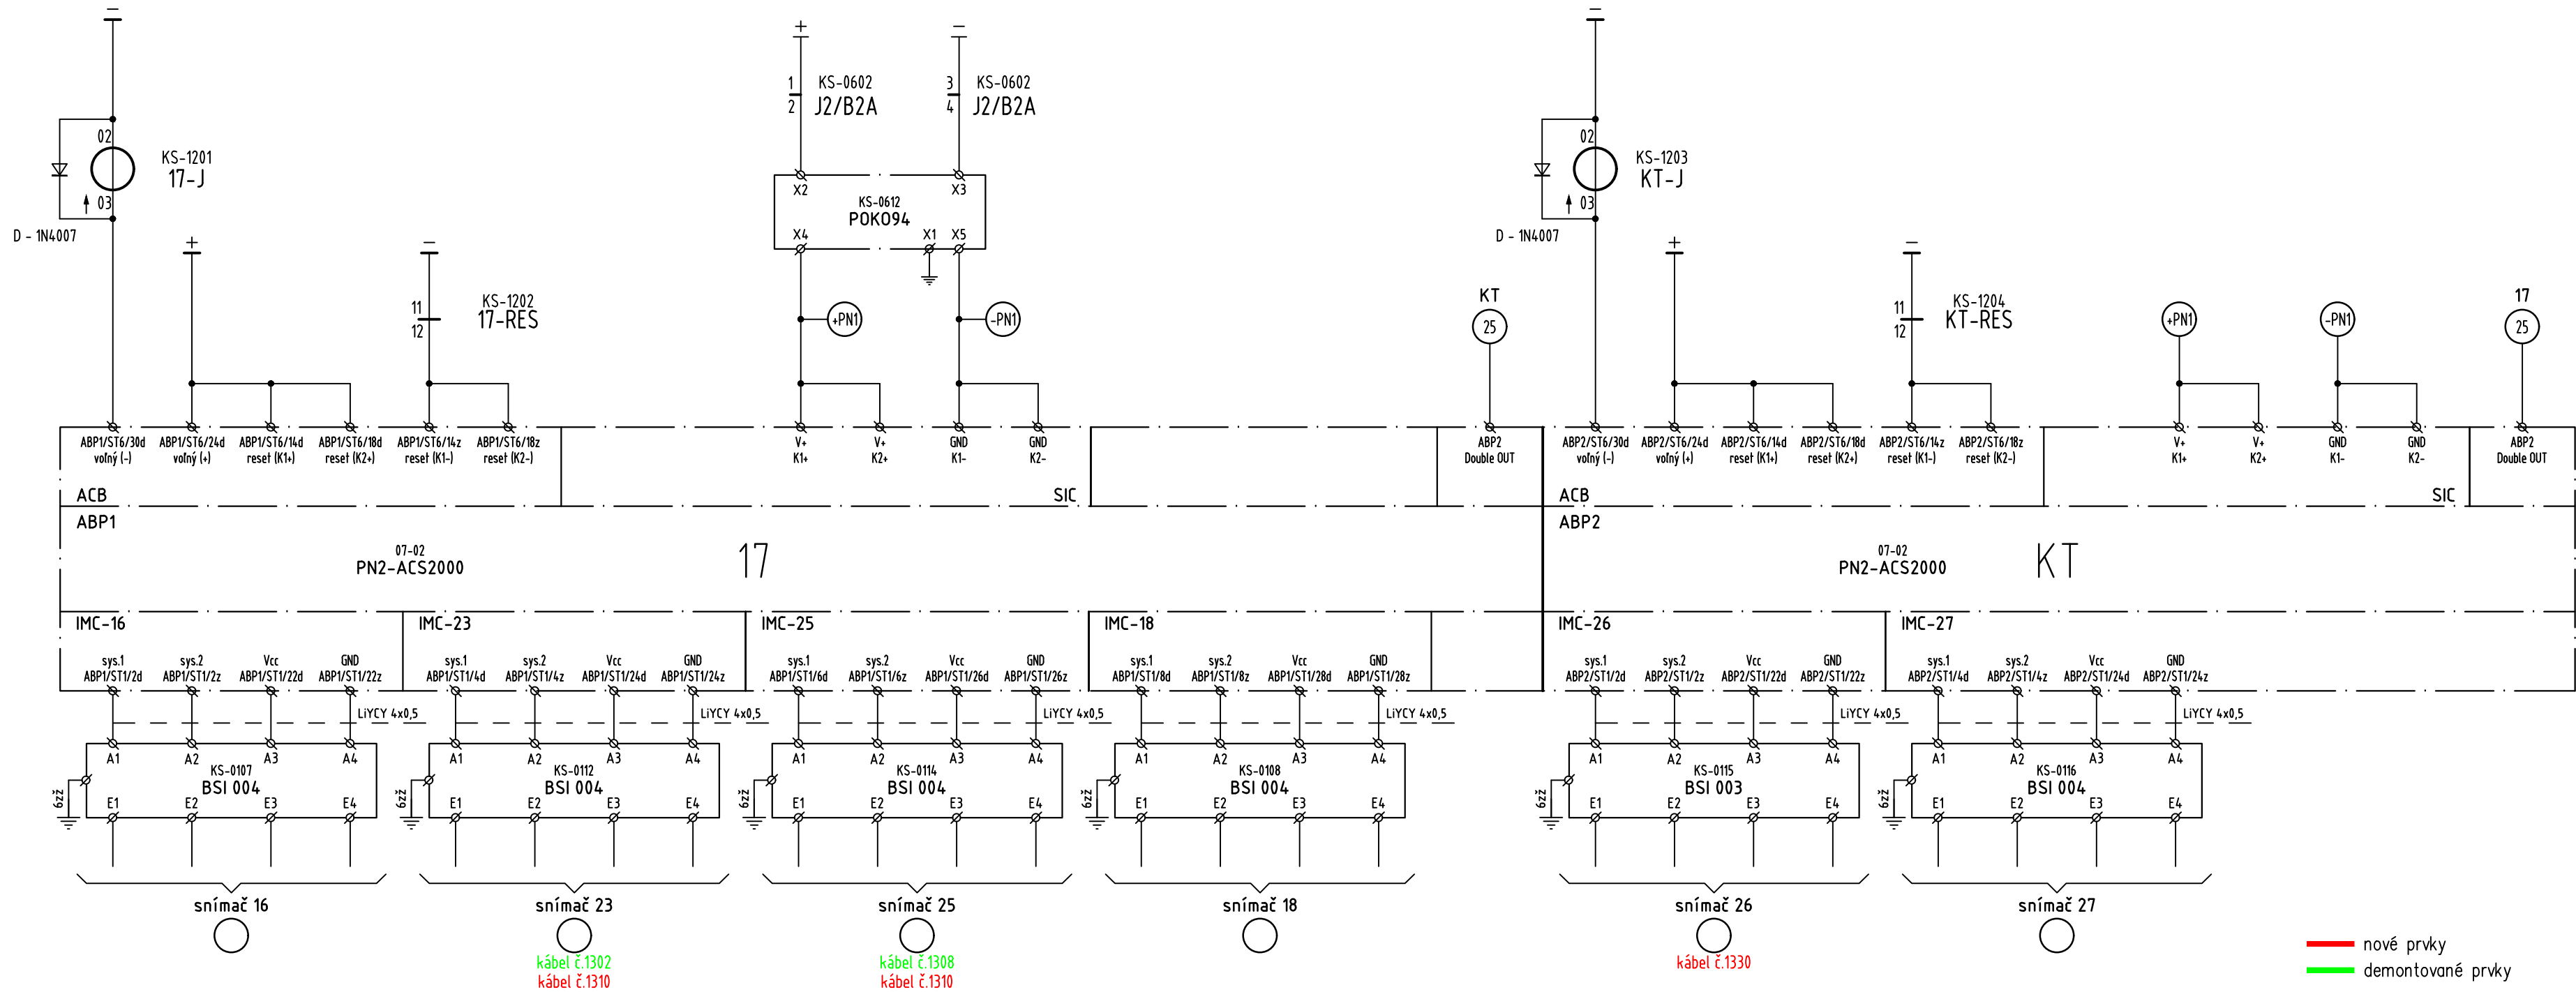 −
−
+
−
1
2
KS-0602
J2/B2A
3
4
KS-0602
J2/B2A
02
03
KS-1201
17-J
D - 1N4007
X2
X3
KS-0612
POKO94
X4
X1
X5
02
03
KS-1203
KT-J
D - 1N4007
+
−
11
12
KS-1202
17-RES
+PN1
-PN1
KT
25
+
−
11
12
KS-1204
KT-RES
+PN1
-PN1
17
25
ABP1/ST6/30d
voľný (-)
ABP1/ST6/24d
voľný (+)
ABP1/ST6/14d
reset (K1+)
ABP1/ST6/18d
reset (K2+)
ABP1/ST6/14z
reset (K1-)
ABP1/ST6/18z
reset (K2-)
V+
K1+
V+
K2+
GND
K1-
GND
K2-
ABP2
Double OUT
ABP2/ST6/30d
voľný (-)
ABP2/ST6/24d
voľný (+)
ABP2/ST6/14d
reset (K1+)
ABP2/ST6/18d
reset (K2+)
ABP2/ST6/14z
reset (K1-)
ABP2/ST6/18z
reset (K2-)
V+
K1+
V+
K2+
GND
K1-
GND
K2-
ABP2
Double OUT
ACB
SIC
ACB
SIC
ABP1
07-02
PN2-ACS2000
17
ABP2
07-02
PN2-ACS2000
KT
IMC-16
sys.1
ABP1/ST1/2d
sys.2
ABP1/ST1/2z
Vcc
ABP1/ST1/22d
GND
ABP1/ST1/22z
LiYCY 4x0,5
IMC-23
sys.1
ABP1/ST1/4d
sys.2
ABP1/ST1/4z
Vcc
ABP1/ST1/24d
GND
ABP1/ST1/24z
LiYCY 4x0,5
IMC-25
sys.1
ABP1/ST1/6d
sys.2
ABP1/ST1/6z
Vcc
ABP1/ST1/26d
GND
ABP1/ST1/26z
LiYCY 4x0,5
IMC-18
sys.1
ABP1/ST1/8d
sys.2
ABP1/ST1/8z
Vcc
ABP1/ST1/28d
GND
ABP1/ST1/28z
LiYCY 4x0,5
IMC-26
sys.1
ABP2/ST1/2d
sys.2
ABP2/ST1/2z
Vcc
ABP2/ST1/22d
GND
ABP2/ST1/22z
LiYCY 4x0,5
IMC-27
sys.1
ABP2/ST1/4d
sys.2
ABP2/ST1/4z
Vcc
ABP2/ST1/24d
GND
ABP2/ST1/24z
LiYCY 4x0,5
A1 A2 A3 A4
KS-0107
BSI 004
E1 E2 E3 E4
žz9
snímač 16
A1 A2 A3 A4
KS-0112
BSI 004
E1 E2 E3 E4
žz9
snímač 23
kábel č.1302
kábel č.1310
A1 A2 A3 A4
KS-0114
BSI 004
E1 E2 E3 E4
žz9
snímač 25
kábel č.1308
kábel č.1310
A1 A2 A3 A4
KS-0108
BSI 004
E1 E2 E3 E4
žz9
snímač 18
A1 A2 A3 A4
KS-0115
BSI 003
E1 E2 E3 E4
žz9
snímač 26
kábel č.1330
A1 A2 A3 A4
KS-0116
BSI 004
E1 E2 E3 E4
žz9
snímač 27
nové prvky
demontované prvky